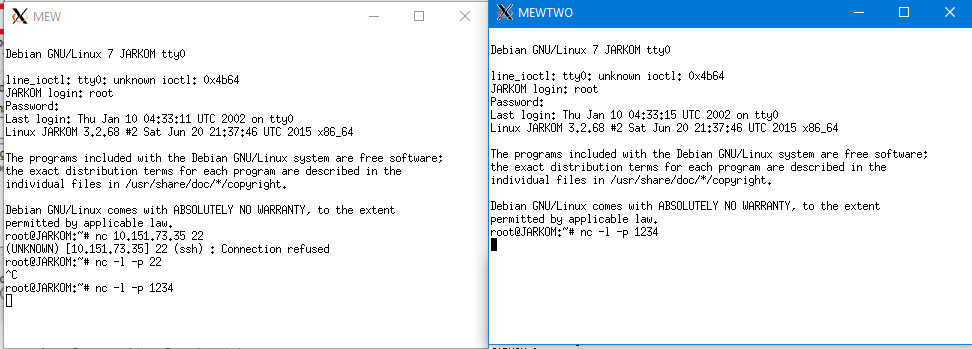 MEW
Debian GNU/Linux 7 JARKOM tty0
line_ioctl: tty0: unknown ioctl: 0x4b64
JARKOM login: root
Password:
Last login: Thu Jan 10 04:33:11 UTC 2002 on tty0
Linux JARKOM 3.2.68 #2 Sat Jun 20 21:37:46 UTC 2015 x86_64
The programs included with the Debian GNU/Linux system are free software;
the exact distribution terms for each program are described in the
individual files in /usr/share/doc/*/copyright.
Debian GNU/Linux comes with ABSOLUTELY NO WARRANTY, to the extent
permitted by applicable law.
root@JARKOM:~# nc 10.151.73.35 22
(UNKNOWN) [10.151.73.35] 22 (ssh) : Connection refused
root@JARKOM:~# nc -l -p 22
^C
root@JARKOM:~# nc -l -p 1234
MEWTWO
Debian GNU/Linux 7 JARKOM tty0
line_ioctl: tty0: unknown ioctl: 0x4b64
JARKOM login: root
Password:
Last login: Thu Jan 10 04:33:15 UTC 2002 on tty0
Linux JARKOM 3.2.68 #2 Sat Jun 20 21:37:46 UTC 2015 x86_64
The programs included with the Debian GNU/Linux system are free software;
the exact distribution terms for each program are described in the
individual files in /usr/share/doc/*/copyright.
Debian GNU/Linux comes with ABSOLUTELY NO WARRANTY, to the extent
permitted by applicable law.
root@JARKOM:~# nc -l -p 1234